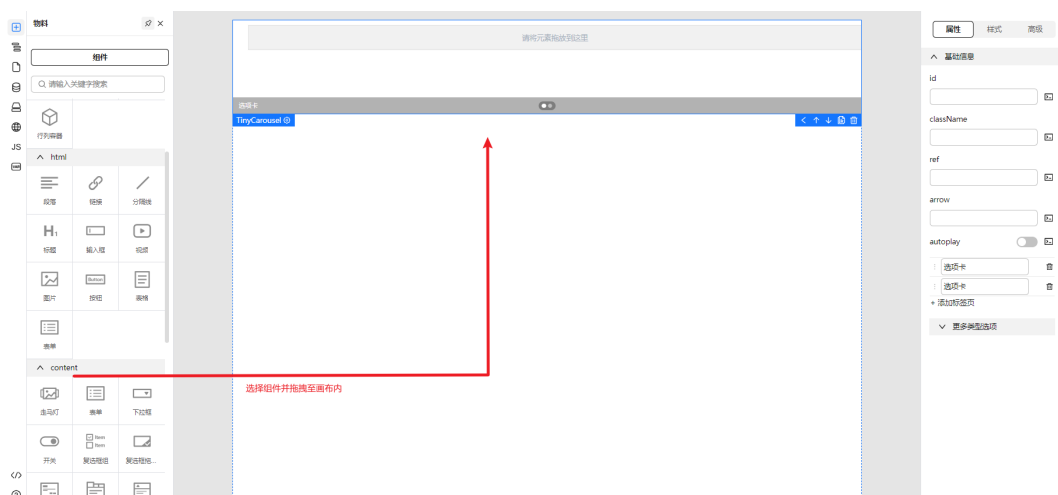 物料
组件
请输入关键字搜索
行列容器
html
段落
链接
分隔线
H1
标题
输入框
视频
Button
图片
按钮
表格
表单
content
走马灯
表单
下拉框
Item
Item
开关
复选框组
复选框拖...
JS
请将元素拖放到这里
选项卡
TinyCarousel
选择组件并拖拽至画布内
属性
样式
高级
基础信息
id
className
ref
arrow
autoplay
选项卡
选项卡
+ 添加标签页
更多类型选项